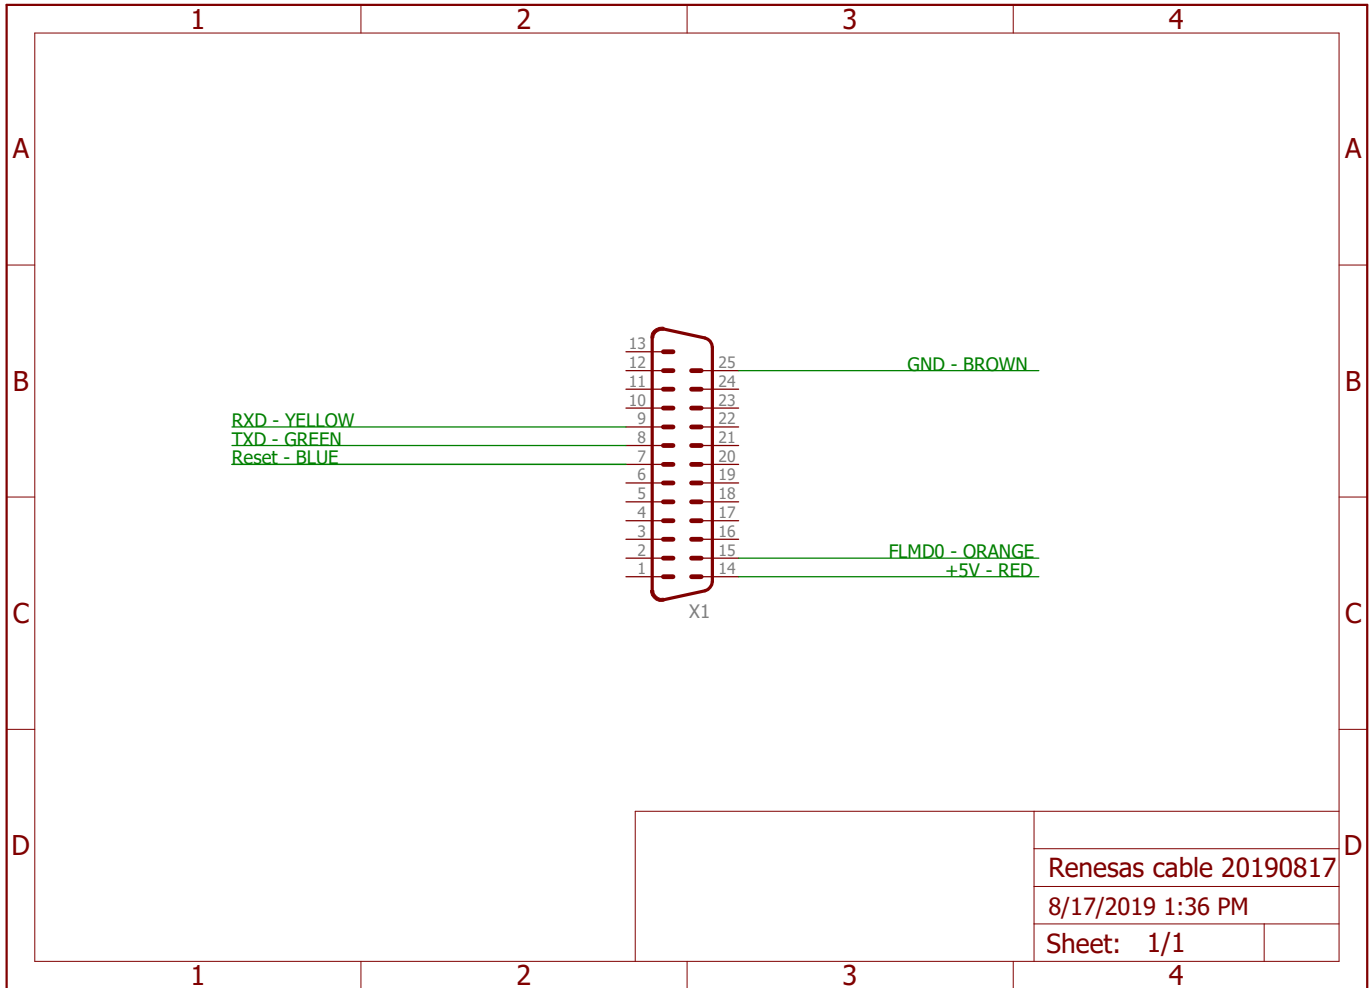 1 2 3 4
A A
13
12 25 GND - BROWN
11 24
B B
10 23
RXD - YELLOW 9 22
TXD - GREEN 8 21
Reset - BLUE 7 20
6 19
5 18
4 17
3 16
2 15 FLMD0 - ORANGE
1 14 +5V - RED
X1
C C
D D
Renesas cable 20190817
8/17/2019 1:36 PM
Sheet: 1/1
1 2 3 4